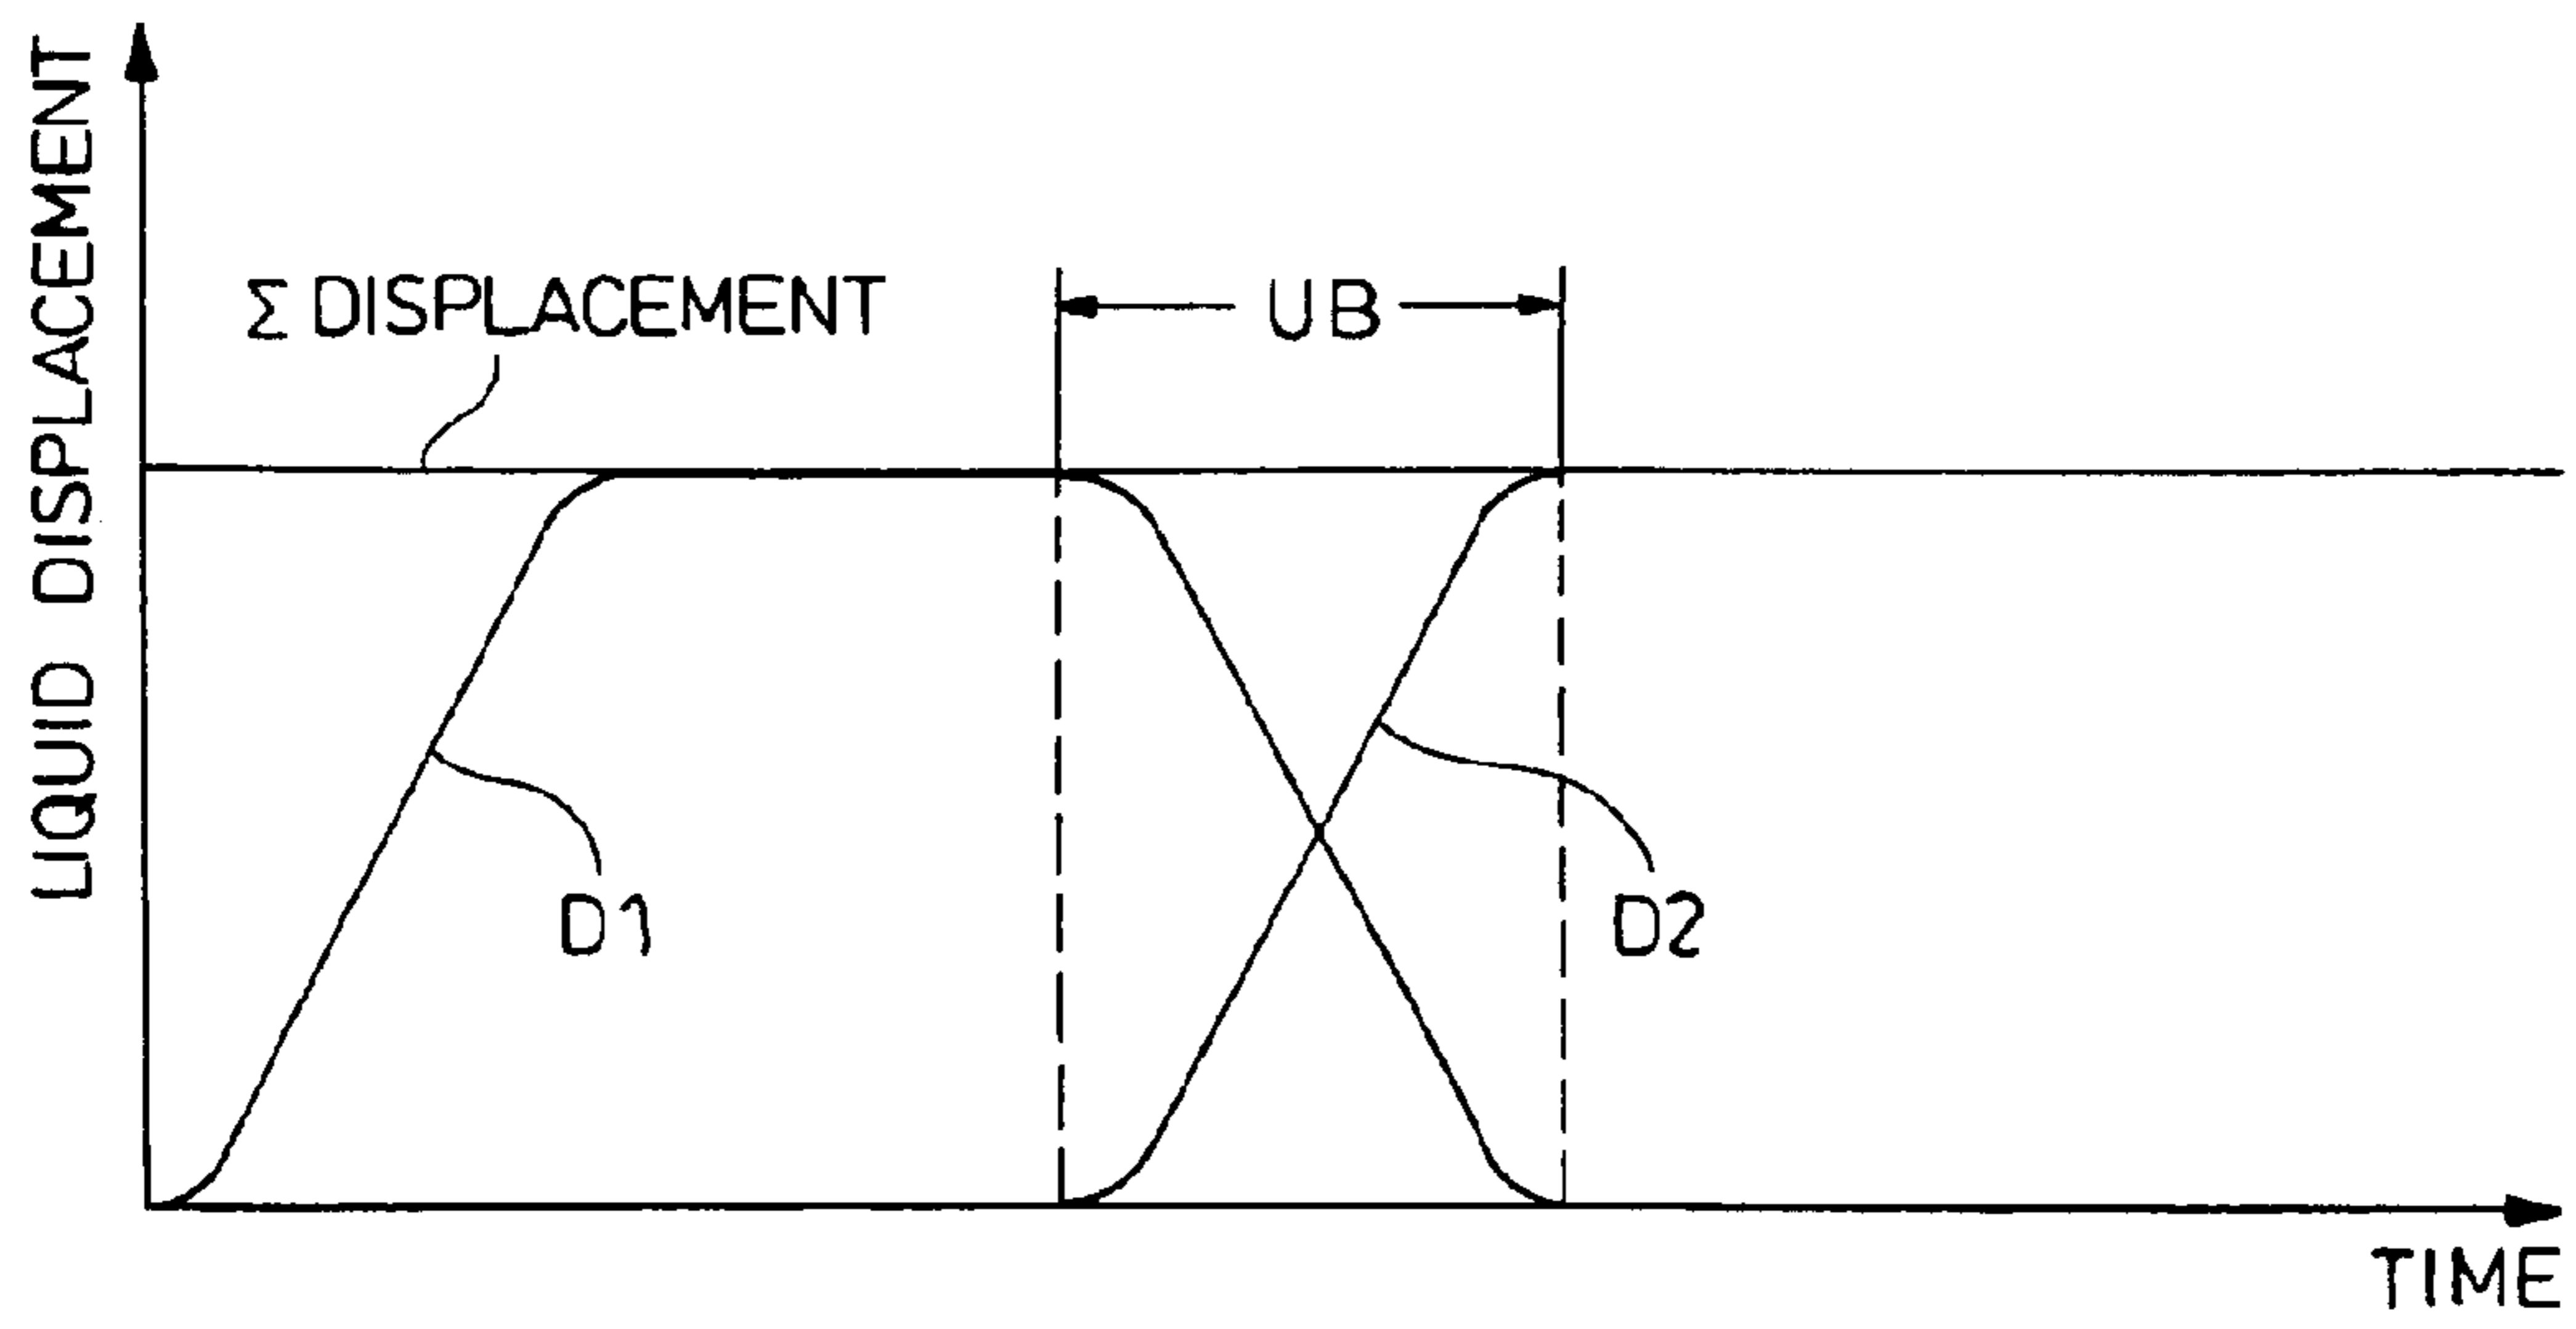 LIQUID DISPLACEMENT
Σ DISPLACEMENT
UB
D1
D2
TIME